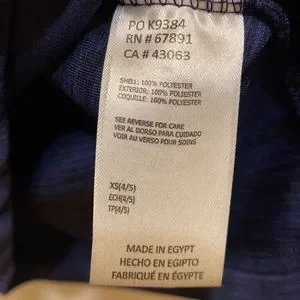 PO K9384
RN # 67891
CA # 43063
SHELL: 100% POLYESTER
EXTERIOR: 100% POLIESTER
COQUILLE: 100% POLYESTER
SEE REVERSE FOR CARE
VER AL DORSO PARA CUIDADO
VOIR AU VERSO POUR SOINS
XS(4/5)
ECH(4/5)
TP(4/5)
MADE IN EGYPT
HECHO EN EGIPTO
FABRIQUÉ EN ÉGYPTE